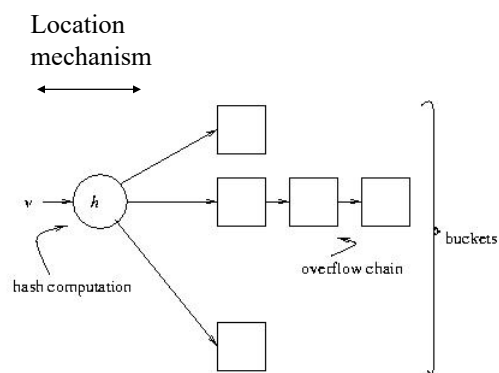 Location
mechanism
v
h
buckets
overflow chain
hash computation